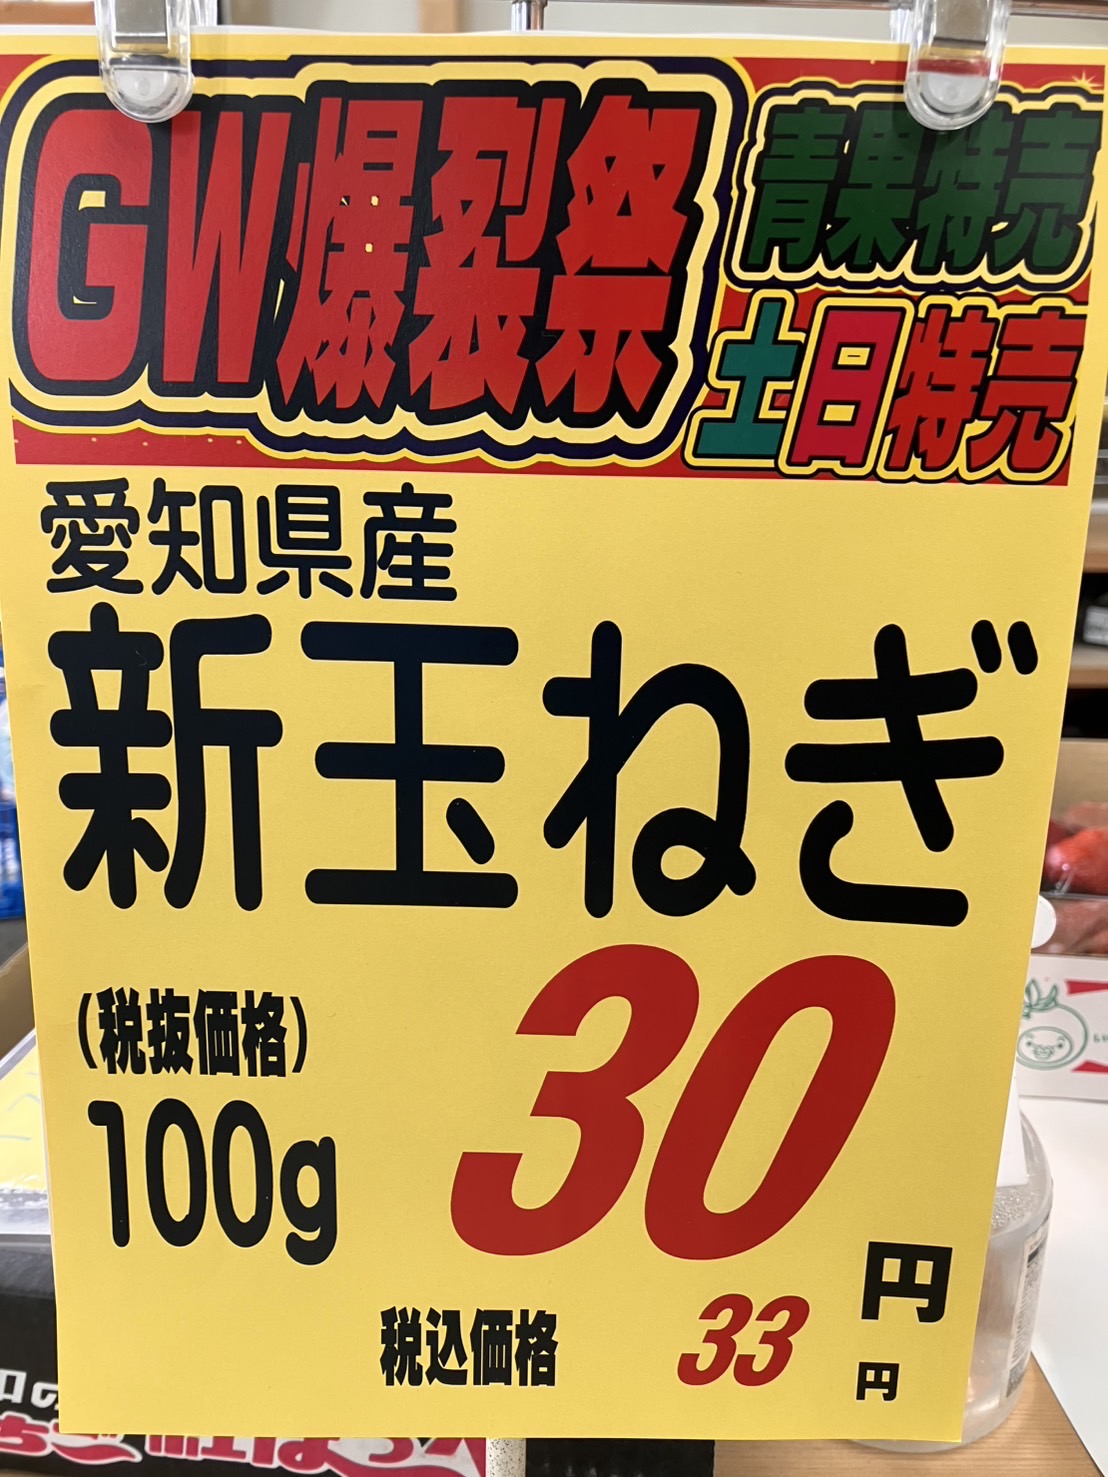 GW爆裂祭
青果特売
土日特売
愛知県産
新玉ねぎ
(税抜価格)
100g
30
円
税込価格
33
円